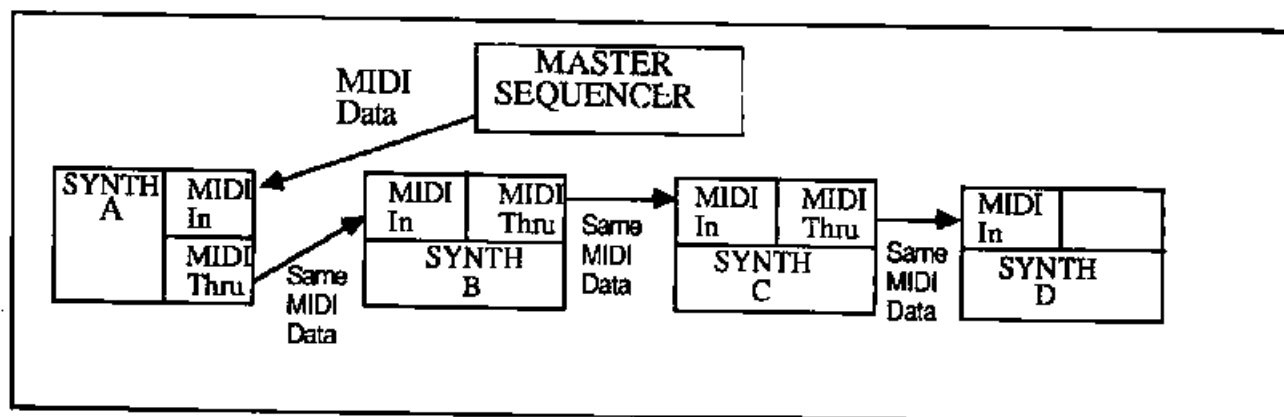 MIDI
Data
MASTER
SEQUENCER
SYNTH
A
MIDI
In
MIDI
Thru
Same
MIDI
Data
MIDI
In
MIDI
Thru
SYNTH
B
Same
MIDI
Data
MIDI
In
MIDI
Thru
SYNTH
C
Same
MIDI
Data
MIDI
In
SYNTH
D